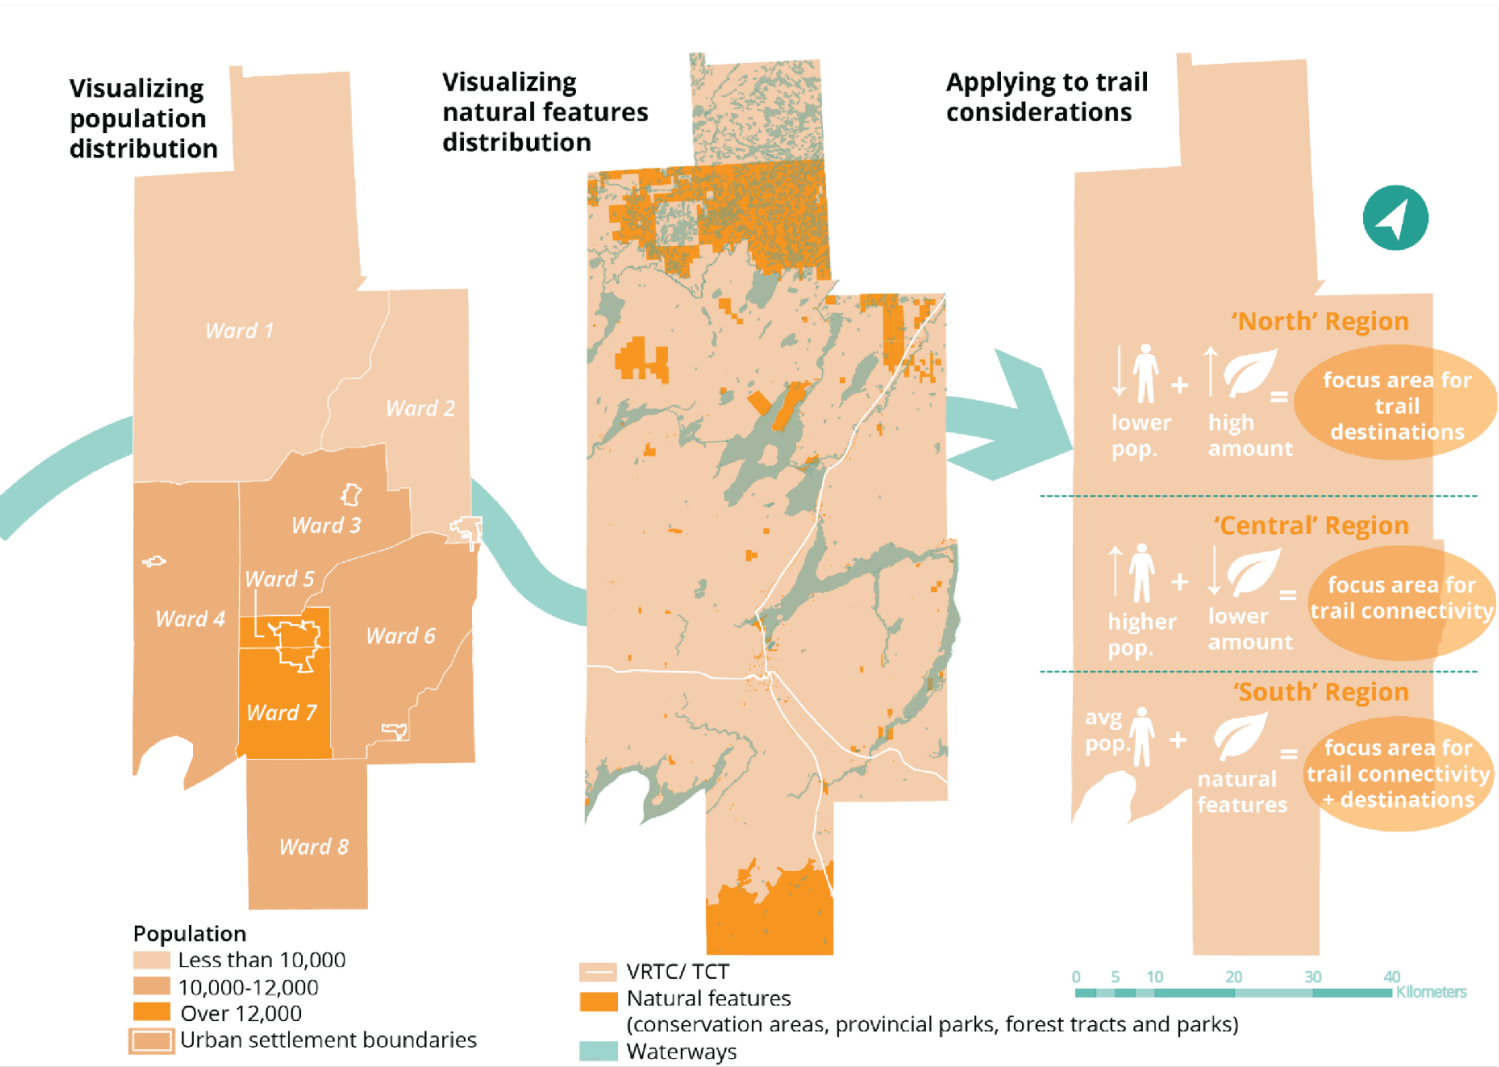 Visualizing
population
distribution
Ward 1
Ward 2
Ward 3
Ward 5
Ward 4
Ward 6
Ward 7
Ward 8
Population
Less than 10,000
10,000-12,000
Over 12,000
Urban settlement boundaries
Visualizing
natural features
distribution
VRTC/ TCT
Natural features
(conservation areas, provincial parks, forest tracts and parks)
Waterways
Applying to trail
considerations
‘North’ Region
lower
pop.
+
high
amount
=
focus area for
trail
destinations
‘Central’ Region
higher
pop.
+
lower
amount
=
focus area for
trail connectivity
‘South’ Region
avg
pop.
+
natural
features
=
focus area for
trail connectivity
+ destinations
0 5 10 20 30 40
Kilometers